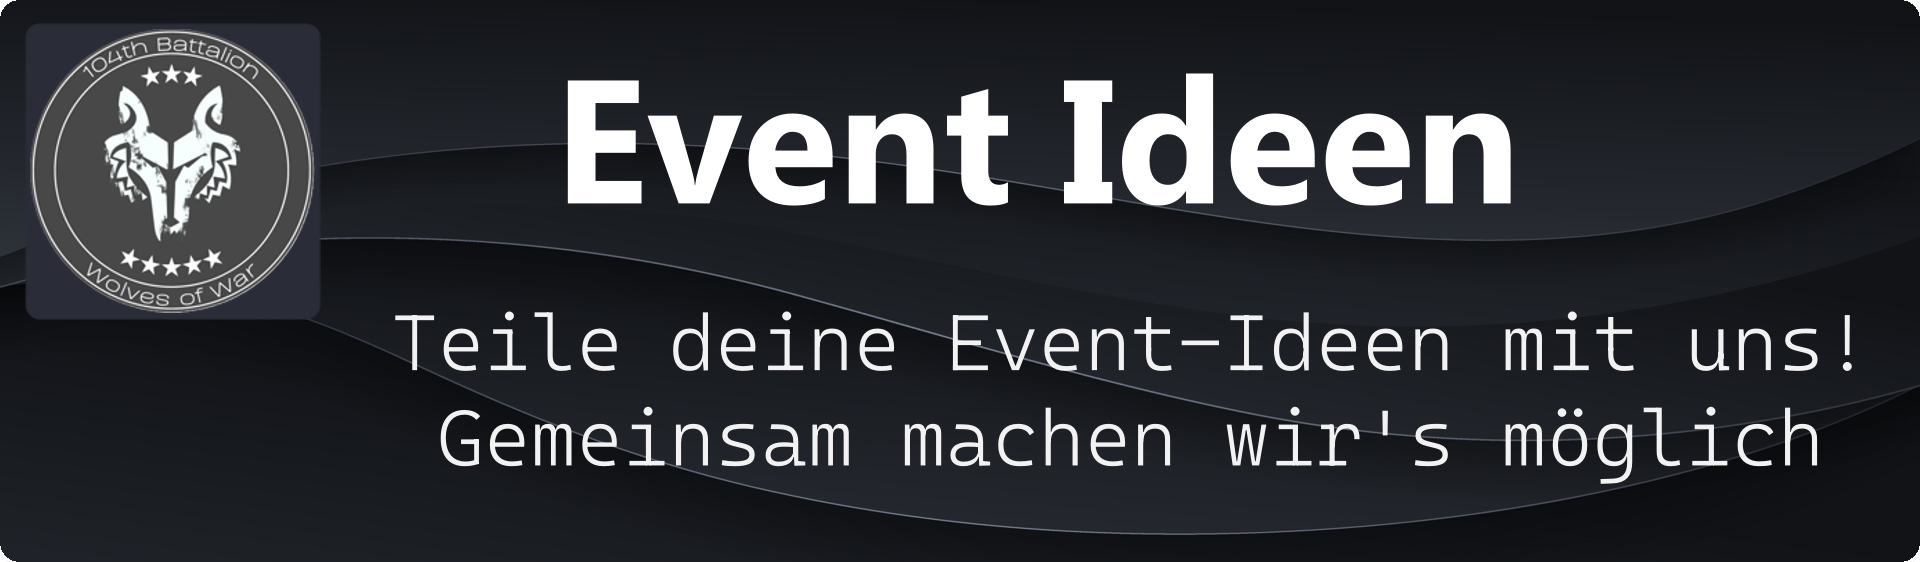 104th Battalion
Wolves of War
Event Ideen
Teile deine Event-Ideen mit uns!
Gemeinsam machen wir's möglich